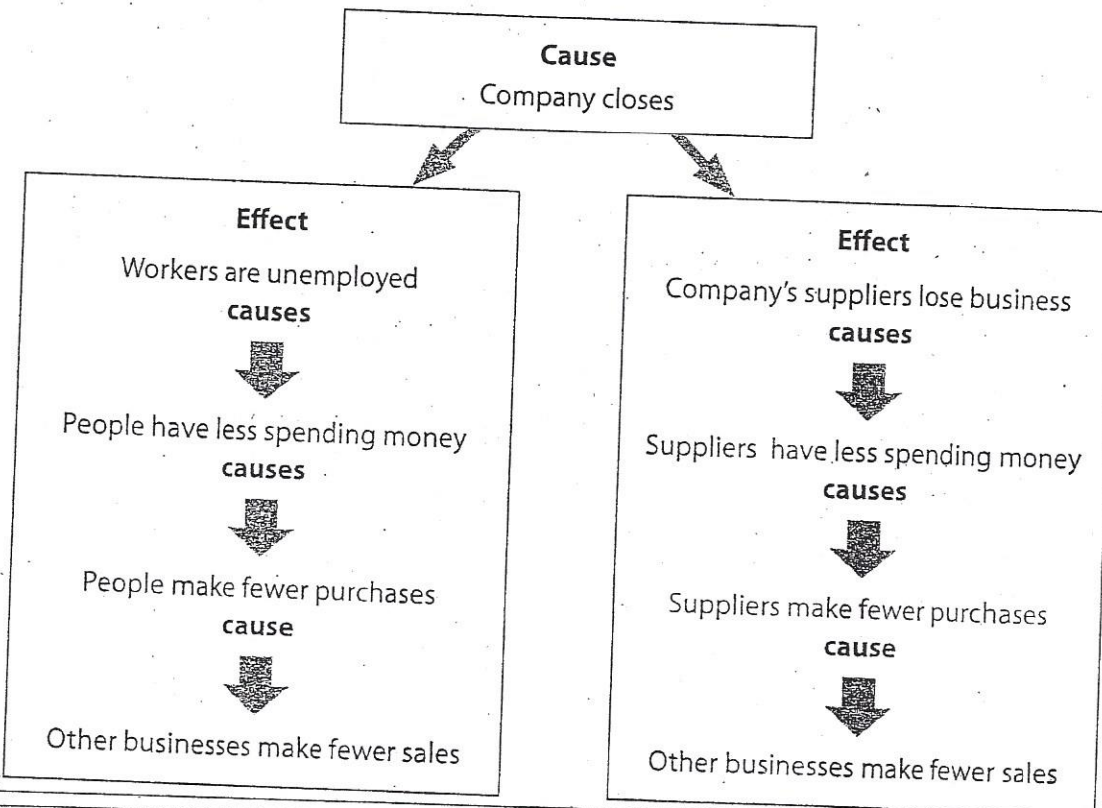 Cause
Company closes
Effect
Workers are unemployed
causes
People have less spending money
causes
People make fewer purchases
cause
Other businesses make fewer sales
Effect
Company's suppliers lose business
causes
Suppliers have less spending money
causes
Suppliers make fewer purchases
cause
Other businesses make fewer sales